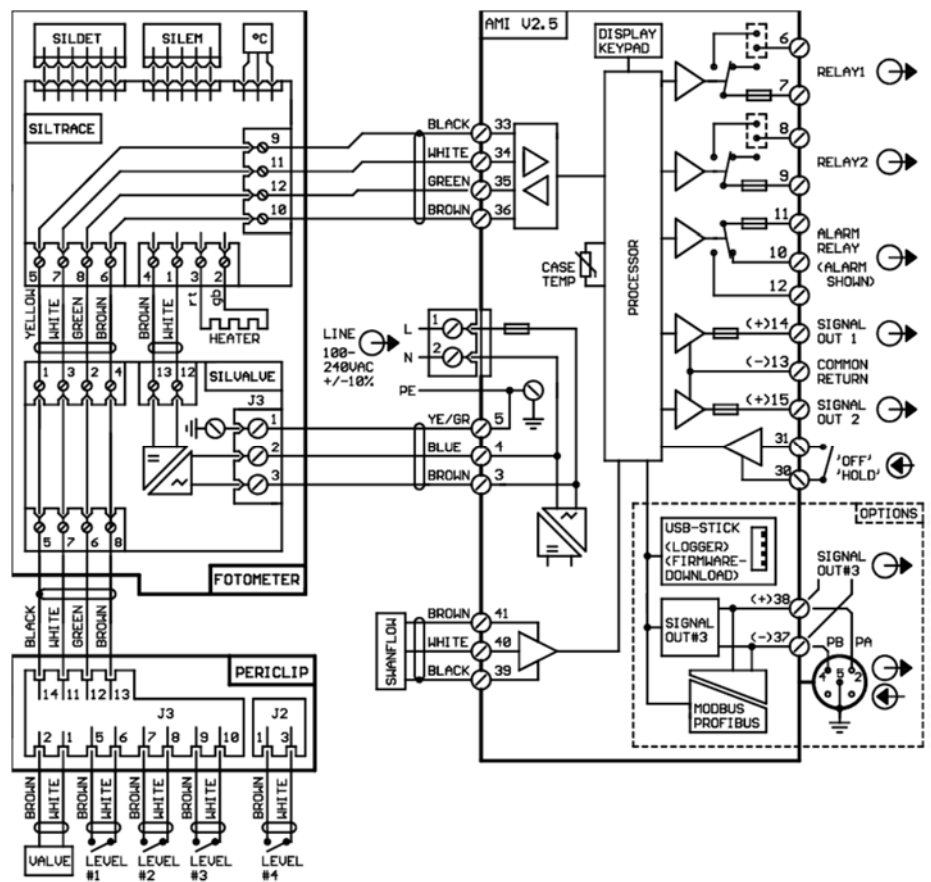 SILDET
SILEM
°C
SILTRACE
9
11
12
10
5
7
8
6
4
1
3
2
YELLOW
WHITE
GREEN
BROWN
BROWN
WHITE
rt
gb
HEATER
1
3
2
4
13
12
SILVALVE
J3
1
2
3
=
~
5
7
6
8
FOTOMETER
BLACK
WHITE
GREEN
BROWN
PERICLIP
14
11
12
13
J3
J2
2
1
5
6
7
8
9
10
1
3
BROWN
WHITE
BROWN
WHITE
BROWN
WHITE
BROWN
WHITE
BROWN
WHITE
VALVE
LEVEL
#1
LEVEL
#2
LEVEL
#3
LEVEL
#4
AMI V2.5
DISPLAY
KEYPAD
BLACK
33
WHITE
34
GREEN
35
BROWN
36
CASE
TEMP
PROCESSOR
LINE
100-
240VAC
+/-10%
L
1
N
2
PE
YE/GR
5
BLUE
4
BROWN
3
~
=
SWANFLOW
BROWN
41
WHITE
40
BLACK
39
6
RELAY1
7
8
RELAY2
9
11
ALARM
RELAY
10
(ALARM
SHOWN)
12
(+)14
SIGNAL
OUT 1
(-)13
COMMON
RETURN
(+)15
SIGNAL
OUT 2
31
30
'OFF'
'HOLD'
OPTIONS
USB-STICK
(LOGGER)
(FIRMWARE-
DOWNLOAD)
SIGNAL
OUT#3
(+)38
SIGNAL
OUT#3
(-)37
PB
PA
4
5
2
MODBUS
PROFIBUS